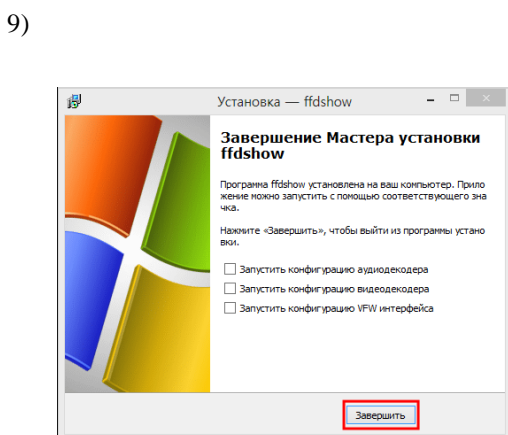 9)
Установка — ffdshow
Завершение Мастера установки
ffdshow
Программа ffdshow установлена на ваш компьютер. Прило
жение можно запустить с помощью соответствующего зна
чка.
Нажмите «Завершить», чтобы выйти из программы устано
вки.
Запустить конфигурацию аудиодекодера
Запустить конфигурацию видеодекодера
Запустить конфигурацию VFW интерфейса
Завершить